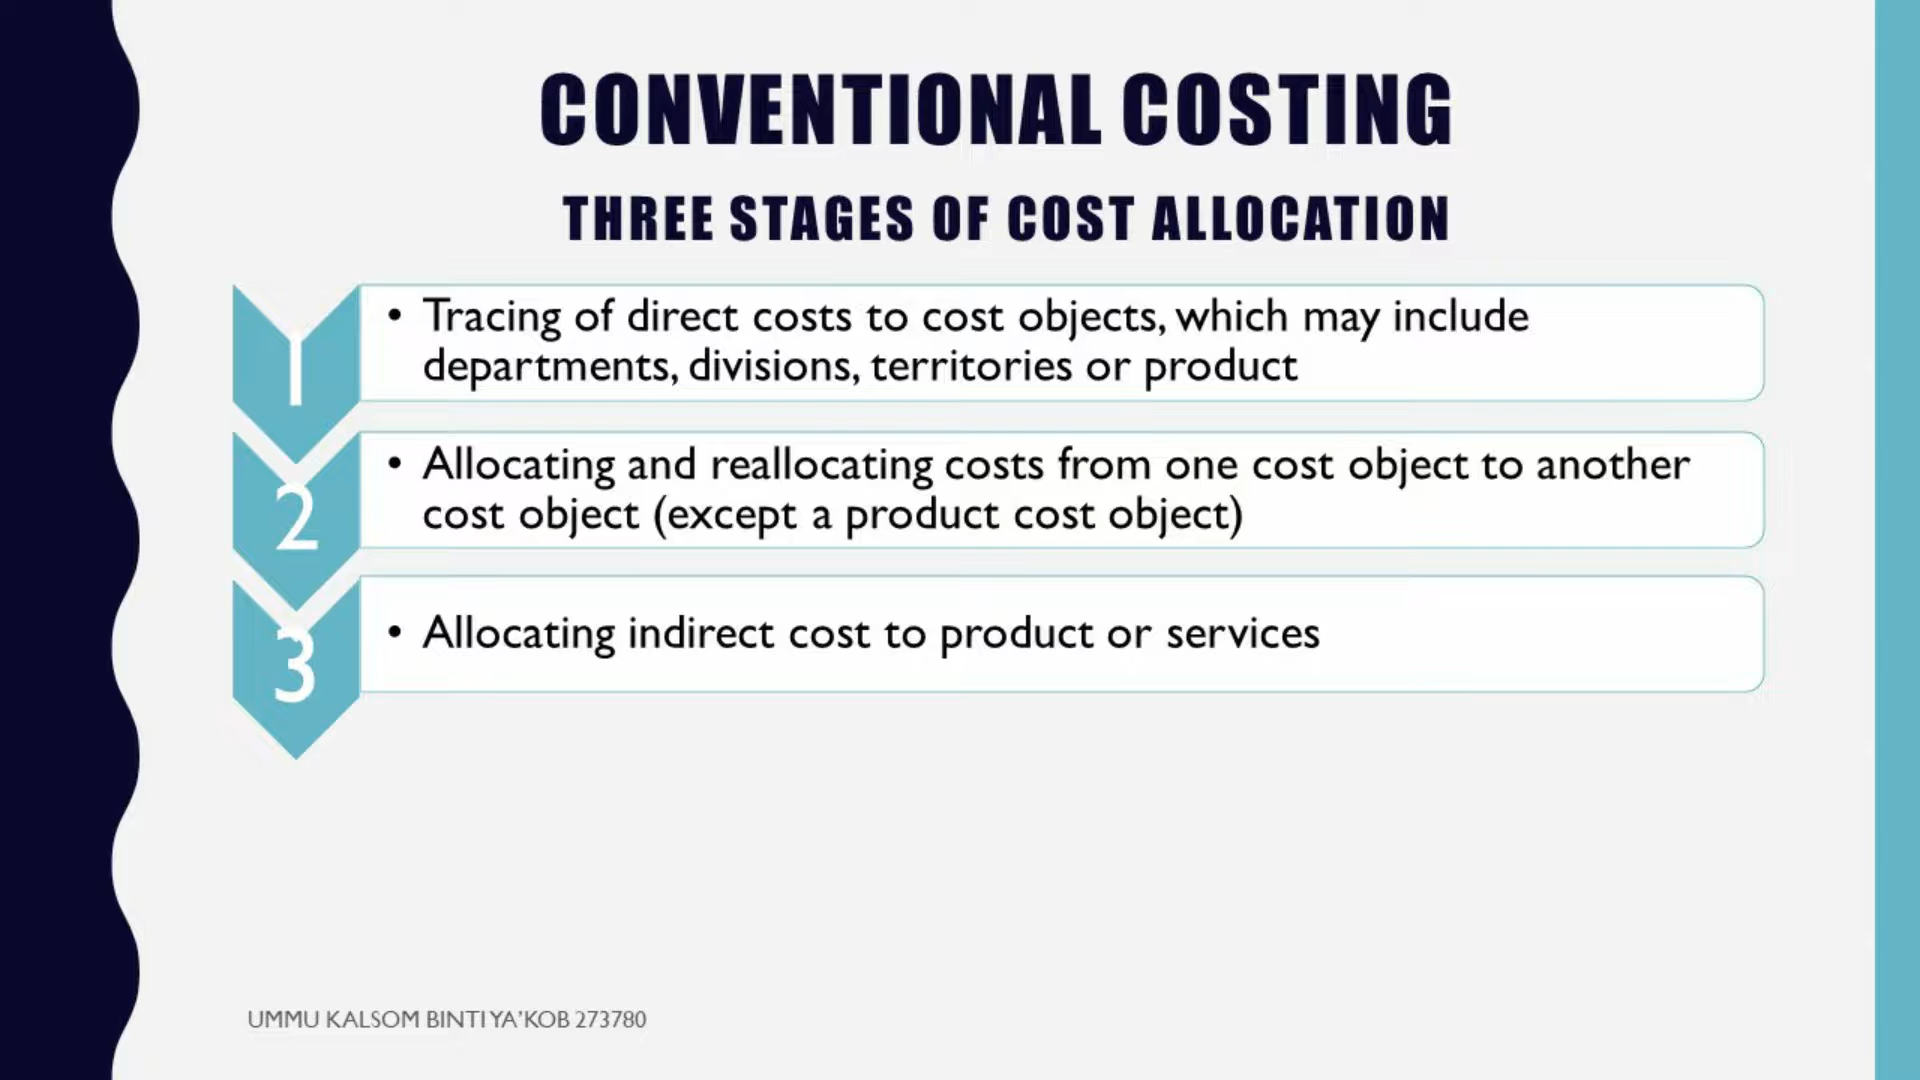 CONVENTIONAL COSTING
THREE STAGES OF COST ALLOCATION
1
• Tracing of direct costs to cost objects, which may include
departments, divisions, territories or product
2
• Allocating and reallocating costs from one cost object to another
cost object (except a product cost object)
3
• Allocating indirect cost to product or services
UMMU KALSOM BINTI YA'KOB 273780